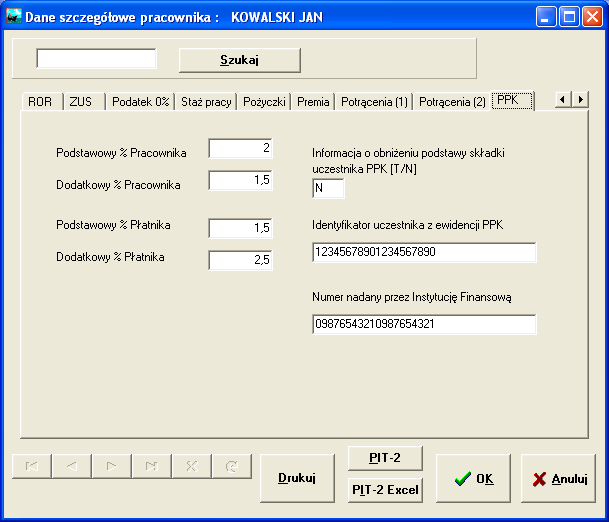 Dane szczegółowe pracownika :   KOWALSKI JAN
Szukaj
ROR ZUS Podatek 0% Staż pracy Pożyczki Premia Potrącenia (1) Potrącenia (2) PPK
Podstawowy % Pracownika 2
Dodatkowy % Pracownika 1,5
Podstawowy % Płatnika 1,5
Dodatkowy % Płatnika 2,5
Informacja o obniżeniu podstawy składki
uczestnika PPK [T/N]
N
Identyfikator uczestnika z ewidencji PPK
12345678901234567890
Numer nadany przez Instytucję Finansową
09876543210987654321
Drukuj
PIT-2
PIT-2 Excel
OK
Anuluj